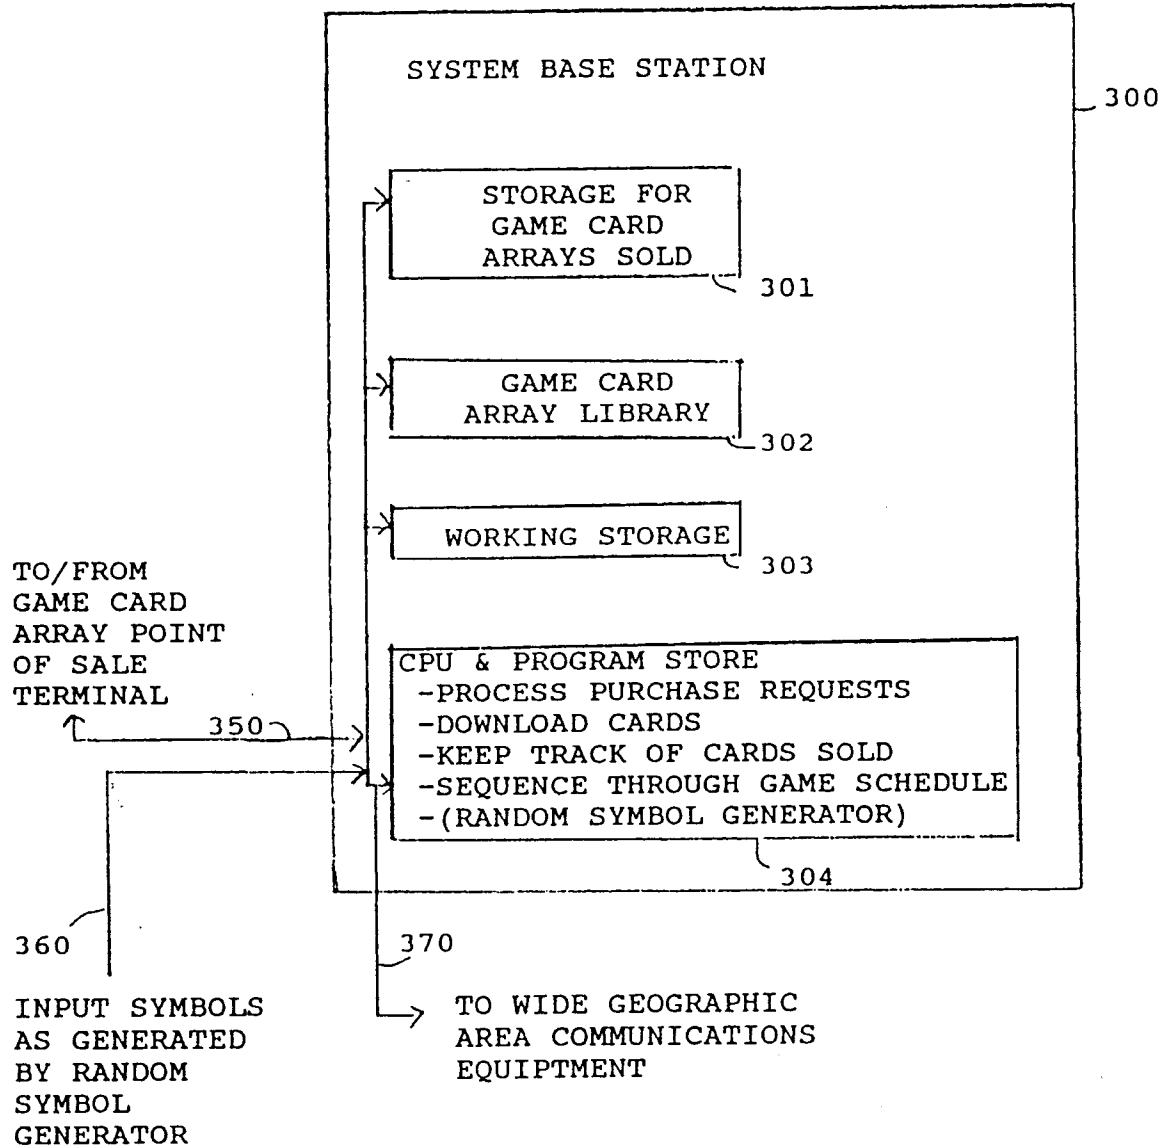 SYSTEM BASE STATION
300
STORAGE FOR
GAME CARD
ARRAYS SOLD
301
GAME CARD
ARRAY LIBRARY
302
WORKING STORAGE
303
TO/FROM
GAME CARD
ARRAY POINT
OF SALE
TERMINAL
350
CPU & PROGRAM STORE
-PROCESS PURCHASE REQUESTS
-DOWNLOAD CARDS
-KEEP TRACK OF CARDS SOLD
-SEQUENCE THROUGH GAME SCHEDULE
-(RANDOM SYMBOL GENERATOR)
304
360
370
INPUT SYMBOLS
AS GENERATED
BY RANDOM
SYMBOL
GENERATOR
TO WIDE GEOGRAPHIC
AREA COMMUNICATIONS
EQUIPTMENT